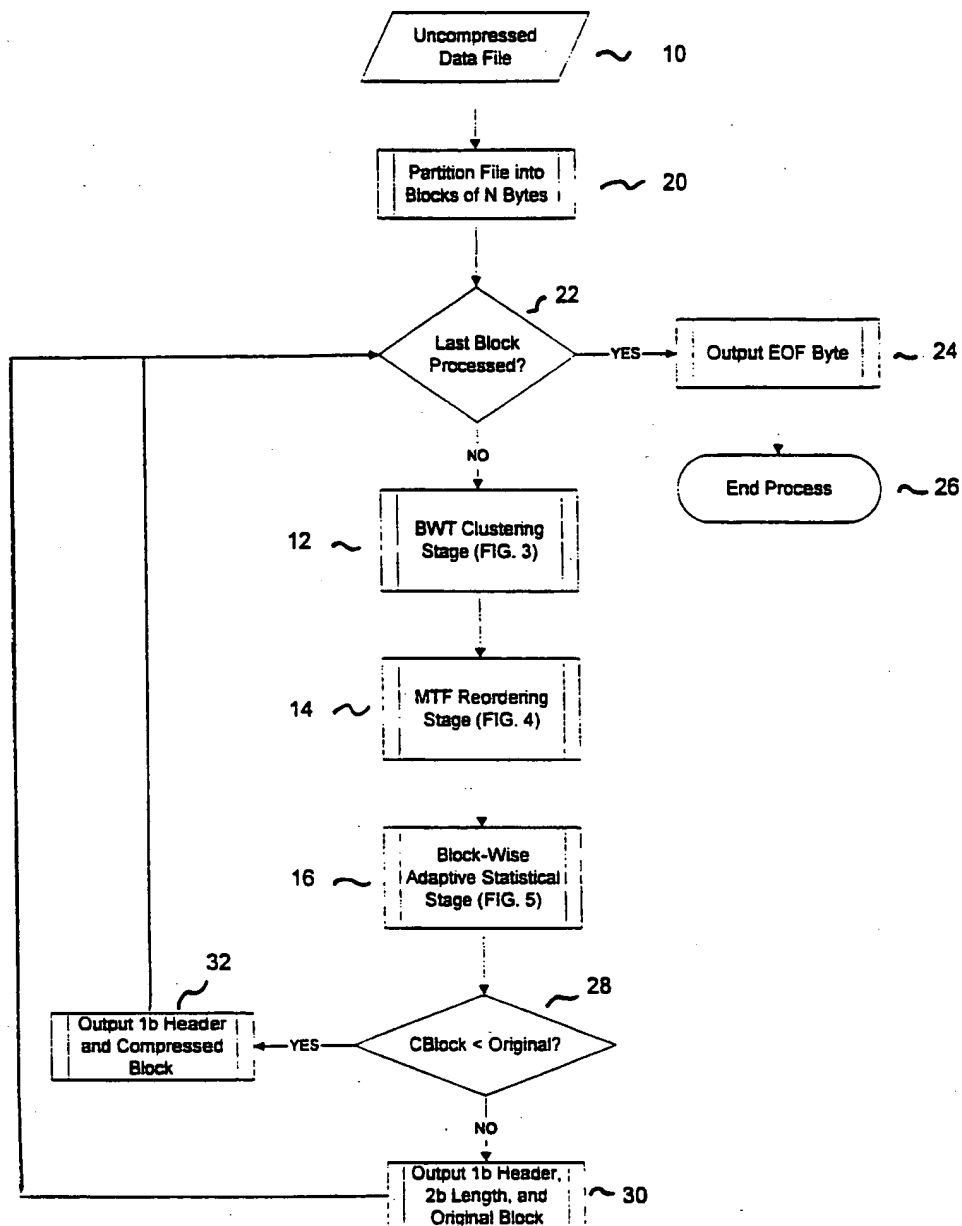 Uncompressed
Data File
10
Partition File into
Blocks of N Bytes
20
22
Last Block
Processed?
YES
Output EOF Byte
24
NO
End Process
26
12
BWT Clustering
Stage (FIG. 3)
14
MTF Reordering
Stage (FIG. 4)
16
Block-Wise
Adaptive Statistical
Stage (FIG. 5)
32
28
Output 1b Header
and Compressed
Block
YES
CBlock < Original?
NO
Output 1b Header,
2b Length, and
Original Block
30